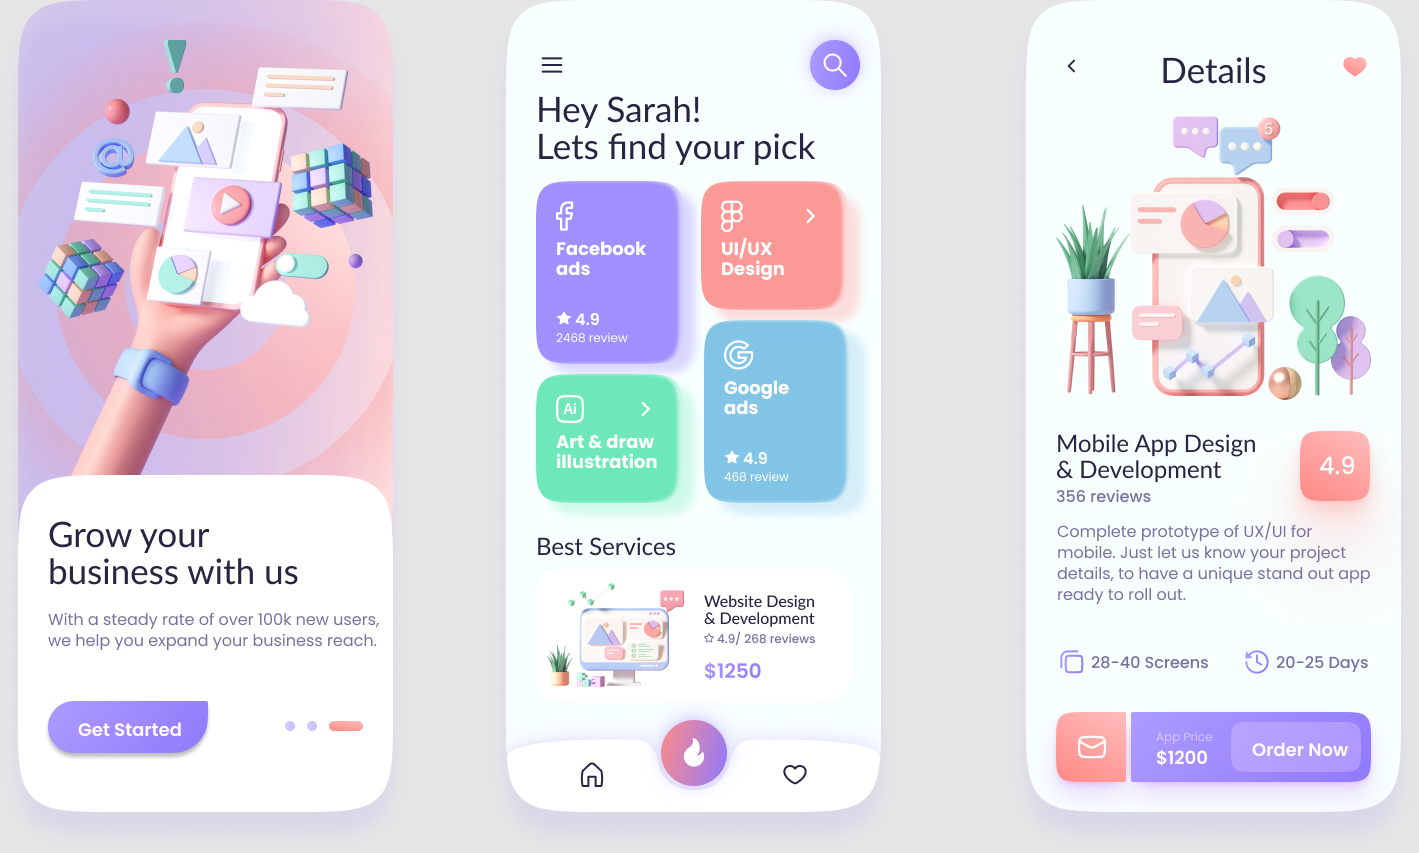 Grow your
business with us
With a steady rate of over 100k new users,
we help you expand your business reach.
Get Started
Hey Sarah!
Lets find your pick
Facebook
ads
4.9
2468 review
UI/UX
Design
Ai
Art & draw
illustration
Google
ads
4.9
468 review
Best Services
Website Design
& Development
4.9/ 268 reviews
$1250
Details
5
Mobile App Design
& Development
356 reviews
4.9
Complete prototype of UX/UI for
mobile. Just let us know your project
details, to have a unique stand out app
ready to roll out.
28-40 Screens
20-25 Days
App Price
$1200
Order Now